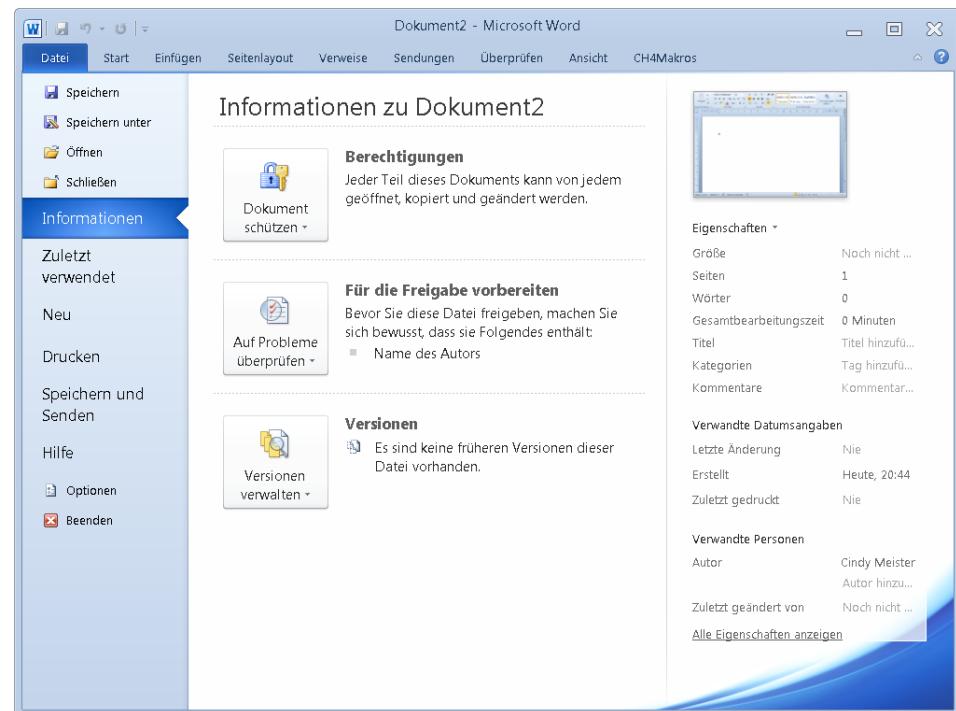 Dokument2 - Microsoft Word
Datei Start Einfügen Seitenlayout Verweise Sendungen Überprüfen Ansicht CH4Makros
Speichern
Speichern unter
Öffnen
Schließen
Informationen
Zuletzt
verwendet
Neu
Drucken
Speichern und
Senden
Hilfe
Optionen
Beenden
Informationen zu Dokument2
Dokument
schützen
Berechtigungen
Jeder Teil dieses Dokuments kann von jedem
geöffnet, kopiert und geändert werden.
Auf Probleme
überprüfen
Für die Freigabe vorbereiten
Bevor Sie diese Datei freigeben, machen Sie
sich bewusst, dass sie Folgendes enthält:
Name des Autors
Versionen
verwalten
Versionen
Es sind keine früheren Versionen dieser
Datei vorhanden.
Eigenschaften
Größe Noch nicht ...
Seiten 1
Wörter 0
Gesamtbearbeitungszeit 0 Minuten
Titel Titel hinzufü...
Kategorien Tag hinzufü...
Kommentare Kommentar...
Verwandte Datumsangaben
Letzte Änderung Nie
Erstellt Heute, 20:44
Zuletzt gedruckt Nie
Verwandte Personen
Autor Cindy Meister
Autor hinzu...
Zuletzt geändert von Noch nicht ...
Alle Eigenschaften anzeigen